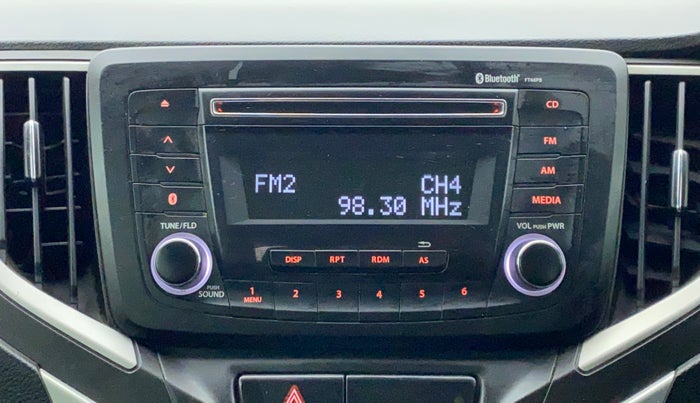 Bluetooth®
CD
FM
AM
MEDIA
FM2 CH4
98.30 MHz
TUNE/FLD
VOL PUSH PWR
DISP RPT RDM AS
PUSH
SOUND
1 2 3 4 5 6
MENU